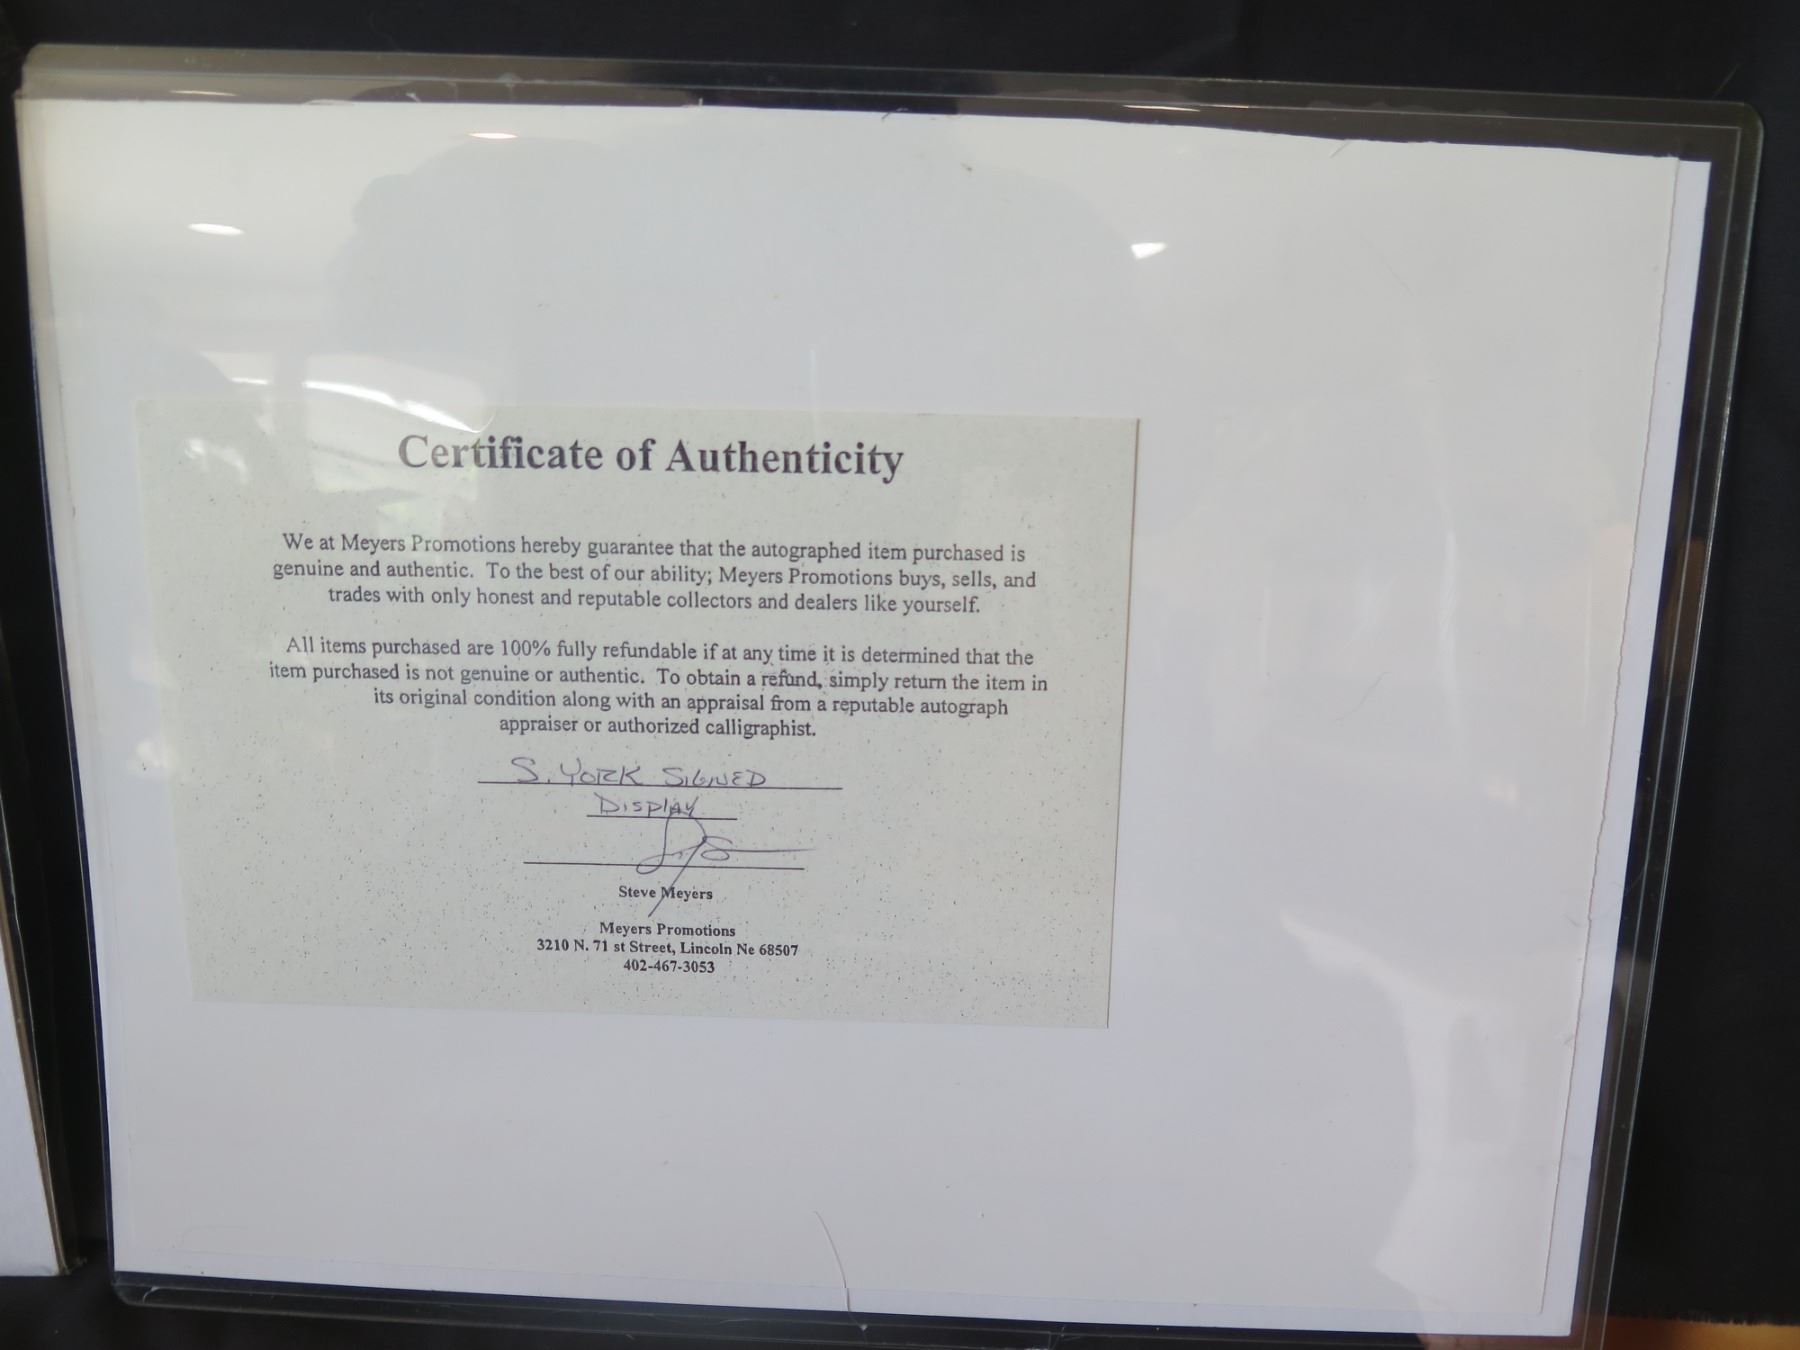 Certificate of Authenticity
We at Meyers Promotions hereby guarantee that the autographed item purchased is
genuine and authentic. To the best of our ability; Meyers Promotions buys, sells, and
trades with only honest and reputable collectors and dealers like yourself.
All items purchased are 100% fully refundable if at any time it is determined that the
item purchased is not genuine or authentic. To obtain a refund, simply return the item in
its original condition along with an appraisal from a reputable autograph
appraiser or authorized calligraphist.
S. YORK SIGNED
DISPLAY
Steve Meyers
Meyers Promotions
3210 N. 71 st Street, Lincoln Ne 68507
402-467-3053